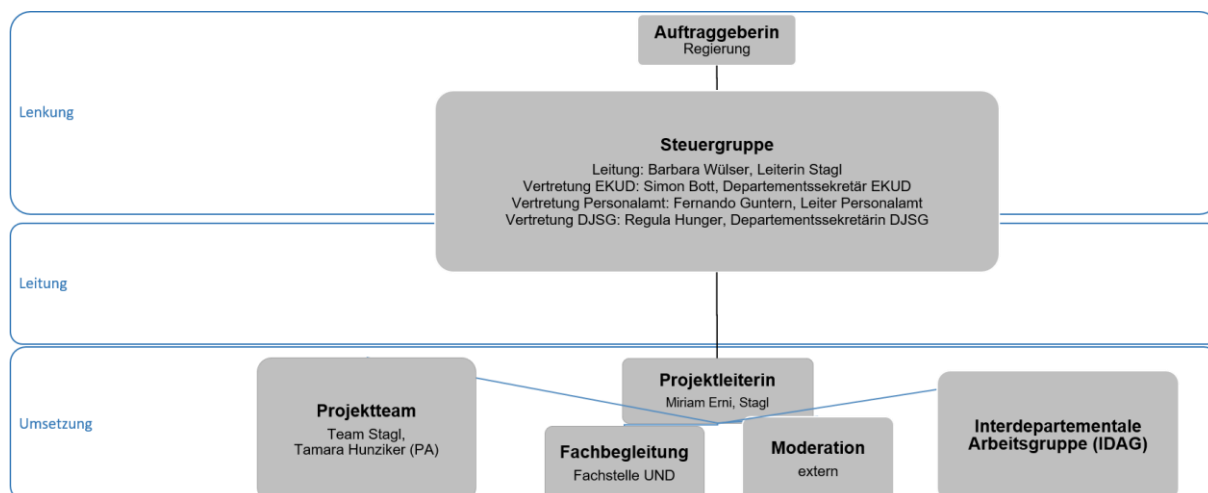 Auftraggeberin
Regierung
Lenkung
Steuergruppe
Leitung: Barbara Wülser, Leiterin Stagl
Vertretung EKUD: Simon Bott, Departementssekretär EKUD
Vertretung Personalamt: Fernando Guntern, Leiter Personalamt
Vertretung DJSG: Regula Hunger, Departementssekretärin DJSG
Leitung
Umsetzung
Projektteam
Team Stagl,
Tamara Hunziker (PA)
Projektleiterin
Miriam Erni, Stagl
Fachbegleitung
Fachstelle UND
Moderation
extern
Interdepartementale
Arbeitsgruppe (IDAG)